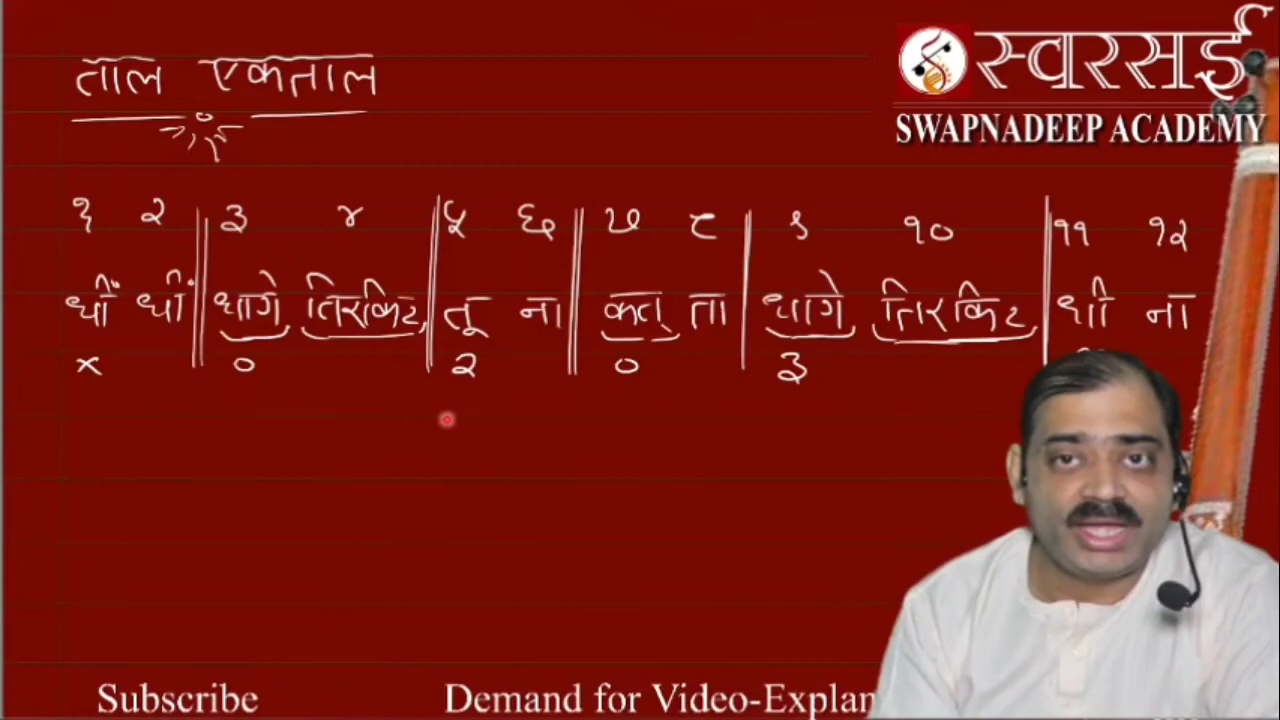 ताल एकताल
स्वरसई
SWAPNADEEP ACADEMY
१ २ || ३ ४ || ५ ६ || ७ ८ | ९ १० | ११ १२
धीं धीं || धागे तिरकिट || तू ना || कत् ता | धागे तिरकिट | धी ना
x ० २ ० ३
Subscribe Demand for Video-Explan